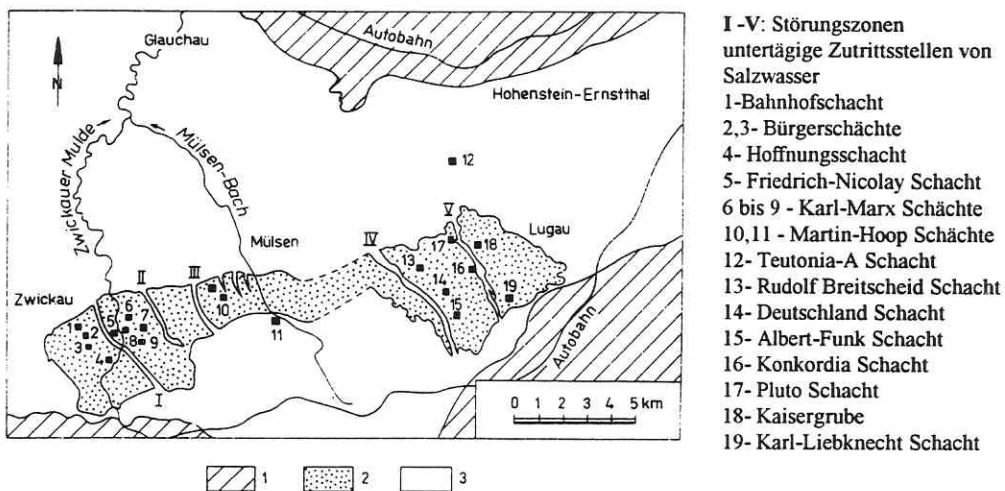 Glauchau
Autobahn
N
Hohenstein-Ernstthal
Zwickauer Mulde
Mülsen-Bach
12
V
Mülsen
IV
17
18
Lugau
II
III
13
16
Zwickau
6
14
19
1
2
5
7
10
15
3
8
9
11
4
Autobahn
I
0 1 2 3 4 5 km
1
2
3
I -V: Störungszonen
untertägige Zutrittsstellen von
Salzwasser
1-Bahnhofschacht
2,3- Bürgerschächte
4- Hoffnungsschacht
5- Friedrich-Nicolay Schacht
6 bis 9 - Karl-Marx Schächte
10,11 - Martin-Hoop Schächte
12- Teutonia-A Schacht
13- Rudolf Breitscheid Schacht
14- Deutschland Schacht
15- Albert-Funk Schacht
16- Konkordia Schacht
17- Pluto Schacht
18- Kaisergrube
19- Karl-Liebknecht Schacht